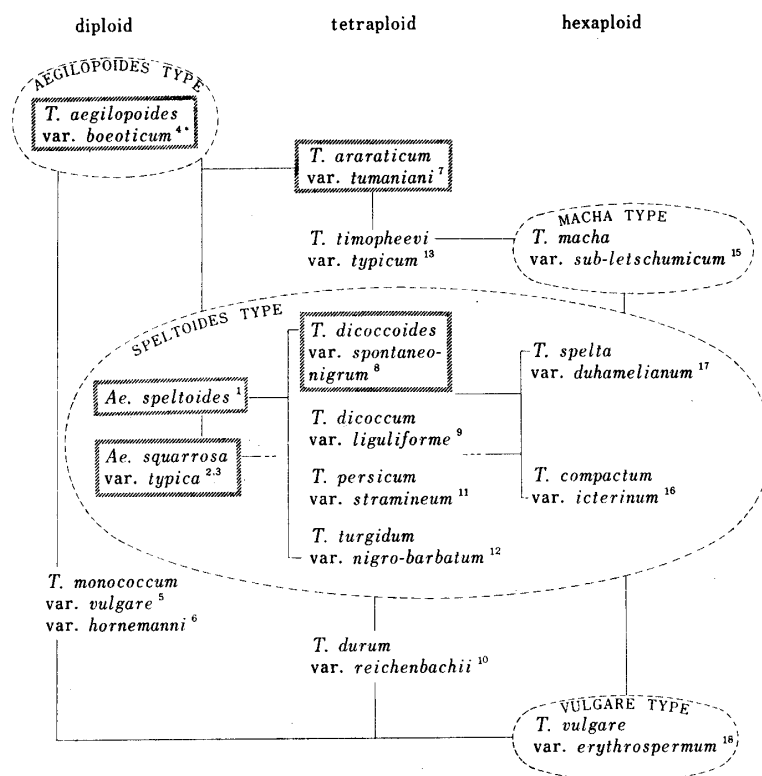 diploid tetraploid hexaploid
AEGILOPOIDES TYPE
T. aegilopoides
var. boeoticum 4*
T. araraticum
var. tumaniani 7
T. timopheevi
var. typicum 13
MACHA TYPE
T. macha
var. sub-letschumicum 15
SPELTOIDES TYPE
T. dicoccoides
var. spontaneo-
nigrum 8
T. spelta
var. duhamelianum 17
Ae. speltoides 1
T. dicoccum
var. liguliforme 9
Ae. squarrosa
var. typica 2.3
T. persicum
var. stramineum 11
T. compactum
var. icterinum 16
T. turgidum
var. nigro-barbatum 12
T. monococcum
var. vulgare 5
var. hornemanni 6
T. durum
var. reichenbachii 10
VULGARE TYPE
T. vulgare
var. erythrospermum 18